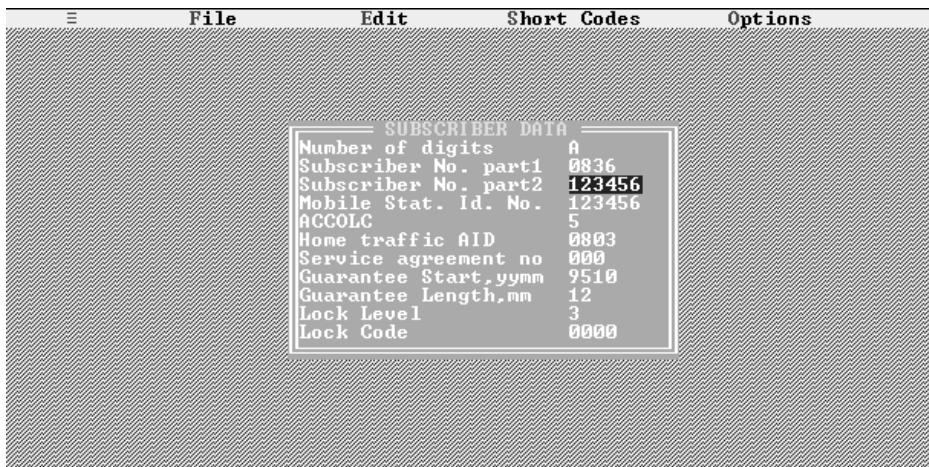 ≡ File Edit Short Codes Options
SUBSCRIBER DATA
Number of digits A
Subscriber No. part1 0836
Subscriber No. part2 123456
Mobile Stat. Id. No. 123456
ACCOLC 5
Home traffic AID 0803
Service agreement no 000
Guarantee Start,yymm 9510
Guarantee Length,mm 12
Lock Level 3
Lock Code 0000